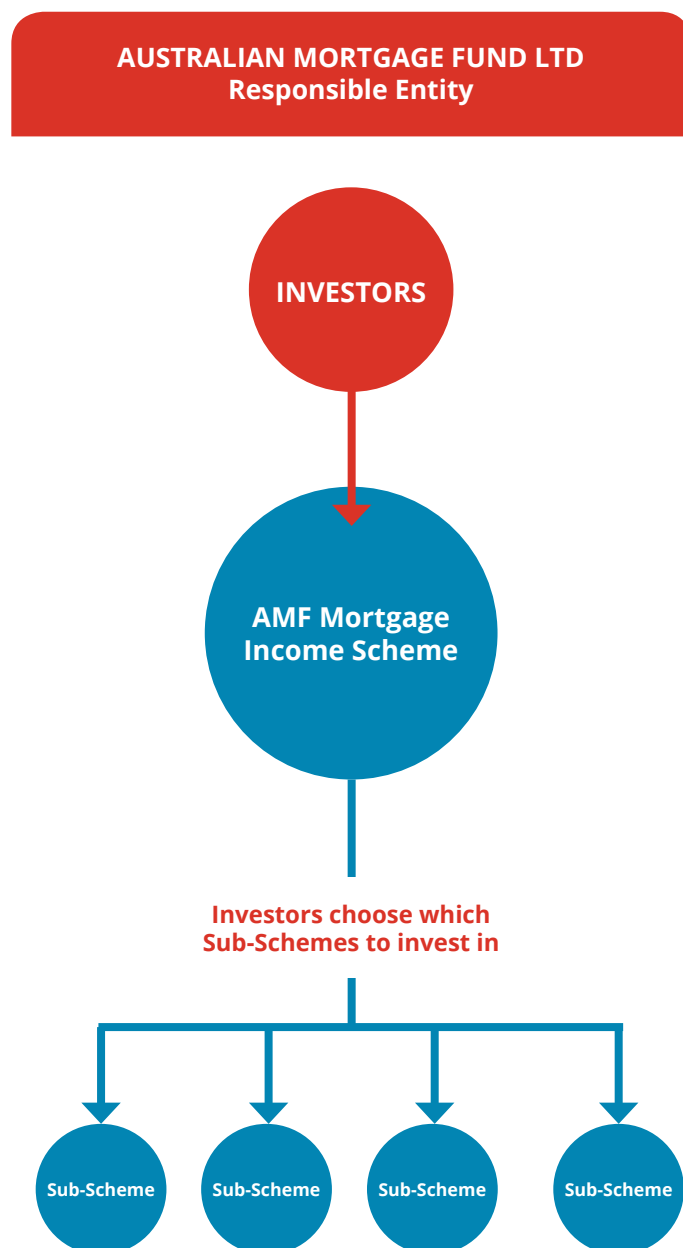 AUSTRALIAN MORTGAGE FUND LTD
Responsible Entity
INVESTORS
AMF Mortgage
Income Scheme
Investors choose which
Sub-Schemes to invest in
Sub-Scheme
Sub-Scheme
Sub-Scheme
Sub-Scheme